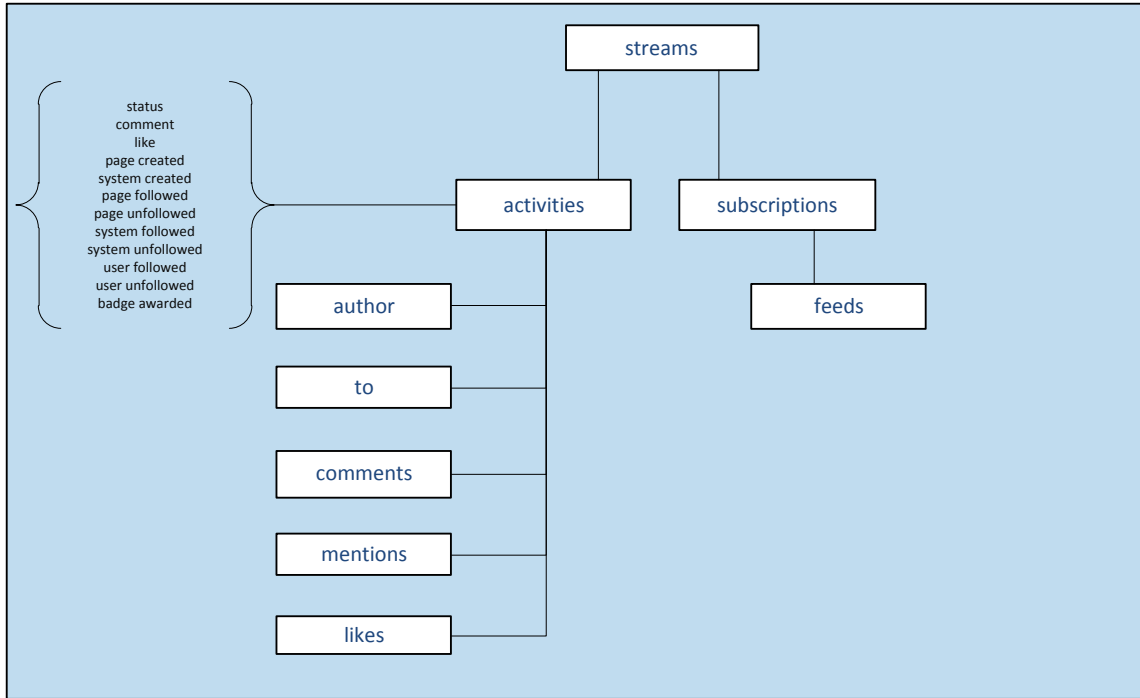 streams
status
comment
like
page created
system created
page followed
page unfollowed
system followed
system unfollowed
user followed
user unfollowed
badge awarded
activities
subscriptions
author
feeds
to
comments
mentions
likes